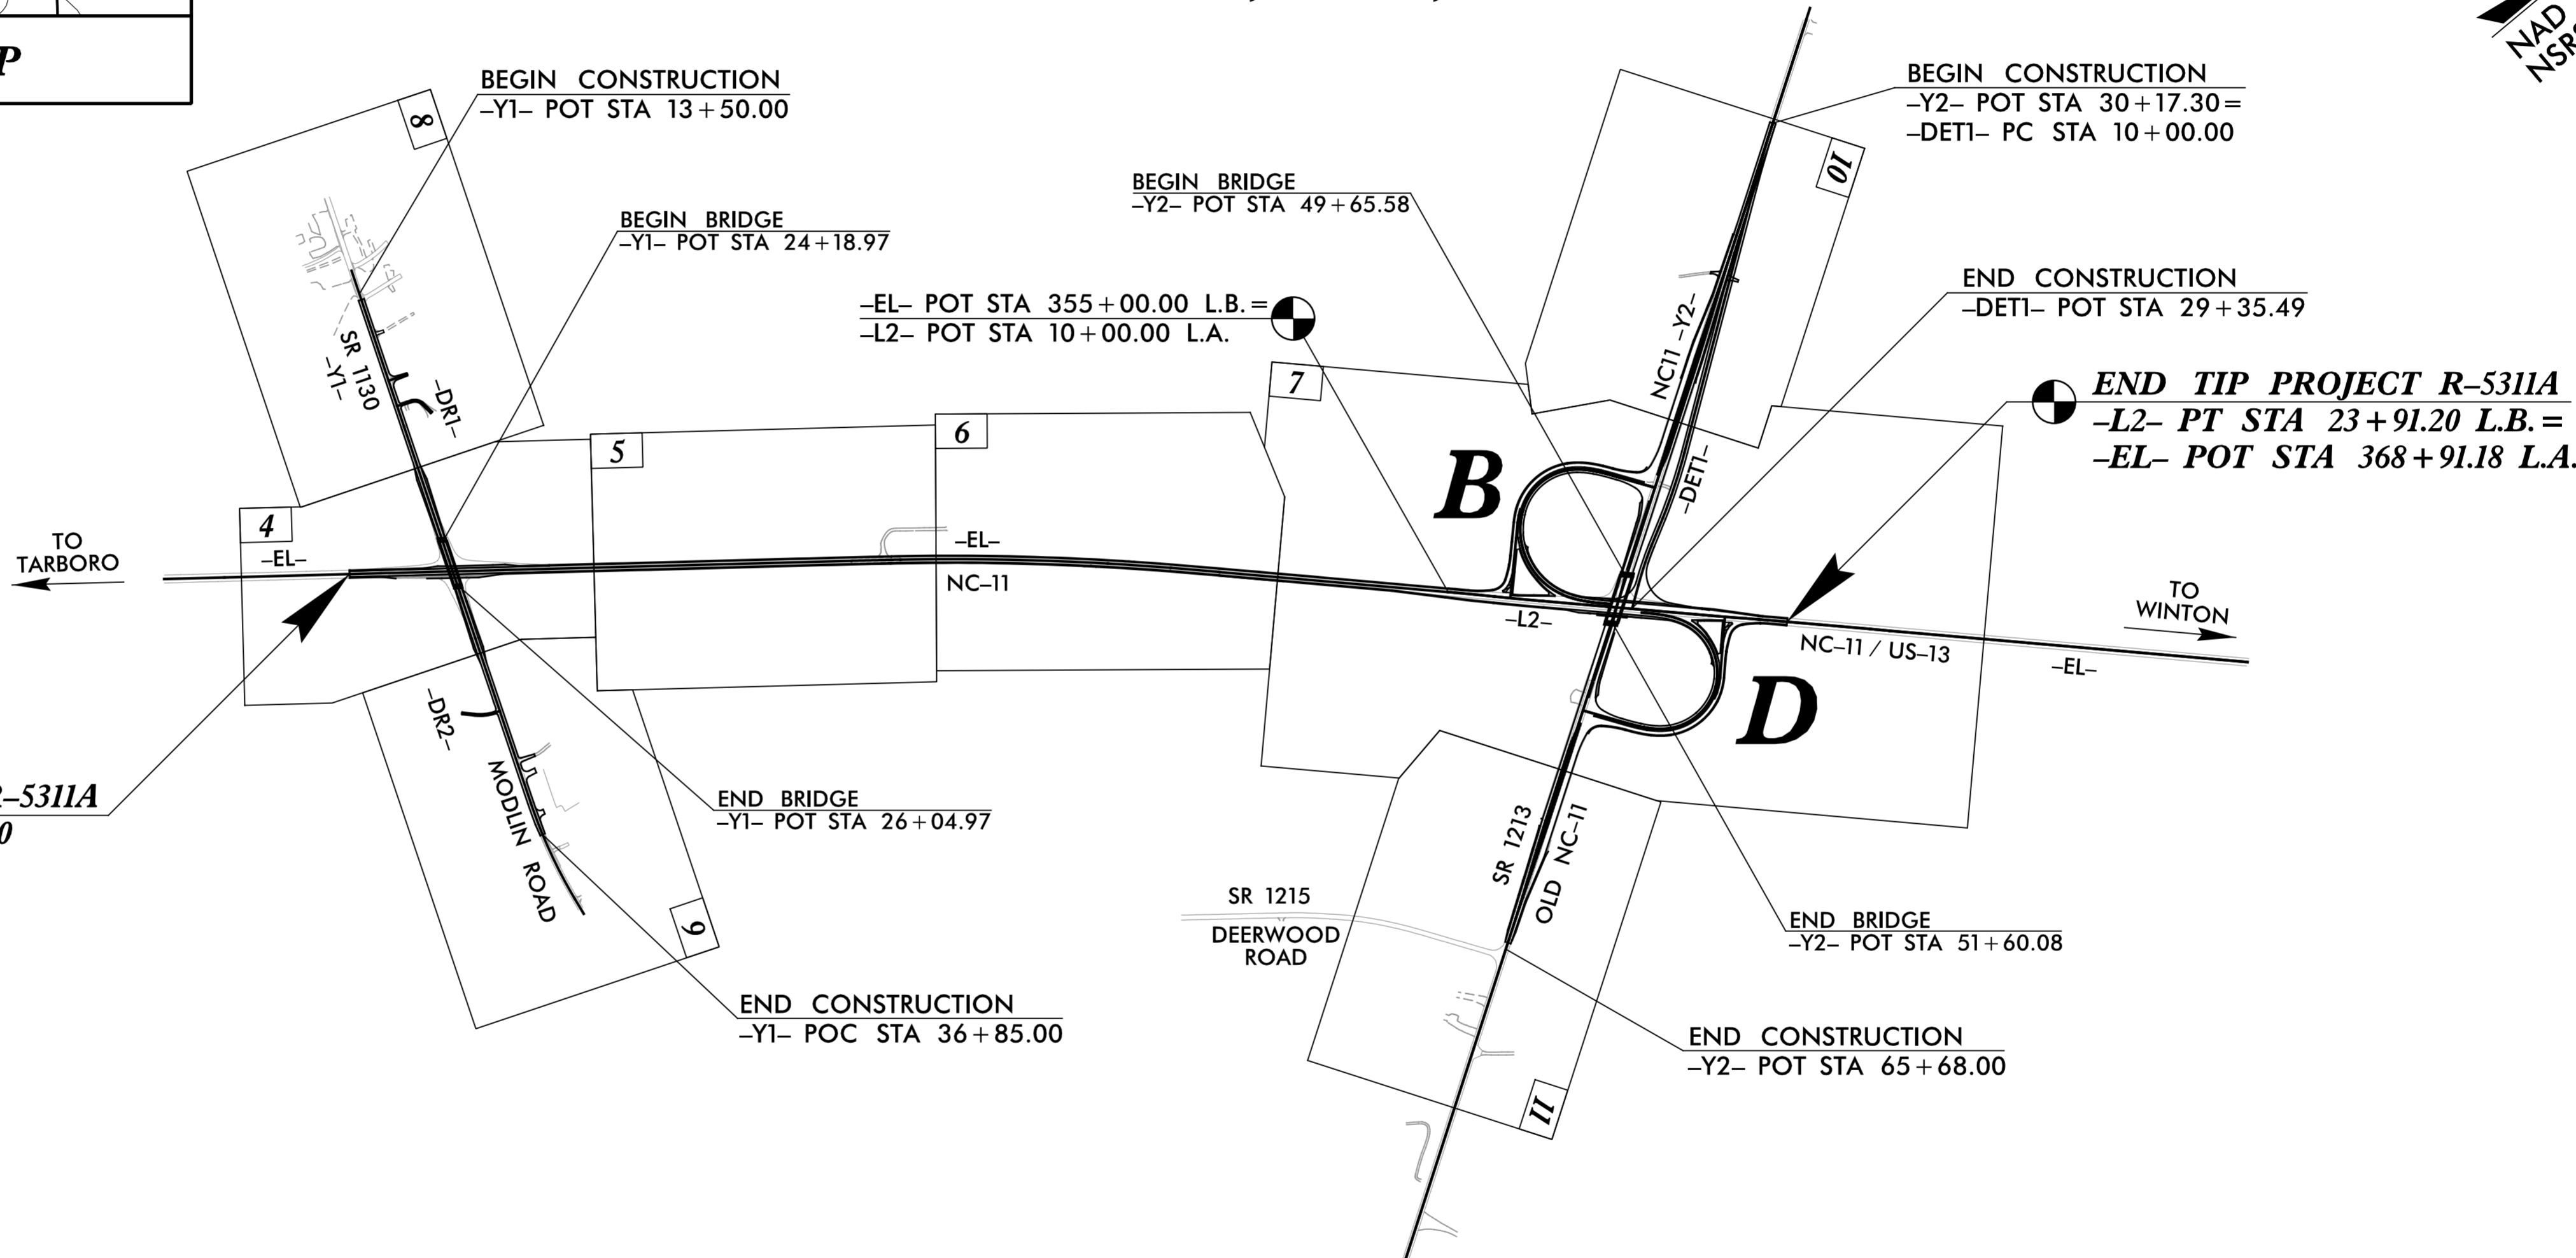 P
NAD
BEGIN CONSTRUCTION
–Y1– POT STA 13+50.00
BEGIN BRIDGE
–Y1– POT STA 24+18.97
BEGIN BRIDGE
–Y2– POT STA 49+65.58
BEGIN CONSTRUCTION
–Y2– POT STA 30+17.30=
–DET1– PC STA 10+00.00
–EL– POT STA 355+00.00 L.B.=
–L2– POT STA 10+00.00 L.A.
END CONSTRUCTION
–DET1– POT STA 29+35.49
END TIP PROJECT R–5311A
–L2– PT STA 23+91.20 L.B.=
–EL– POT STA 368+91.18 L.A.
8
10
SR 1130
–Y1–
–DR1–
NC11 –Y2–
–DET1–
4
5
6
7
B
D
TO
TARBORO
–EL–
–EL–
NC–11
–L2–
NC–11 / US–13
–EL–
TO
WINTON
–DR2–
MODLIN ROAD
–5311A
0
END BRIDGE
–Y1– POT STA 26+04.97
9
SR 1213
OLD NC–11
SR 1215
DEERWOOD
ROAD
END BRIDGE
–Y2– POT STA 51+60.08
END CONSTRUCTION
–Y1– POC STA 36+85.00
END CONSTRUCTION
–Y2– POT STA 65+68.00
11